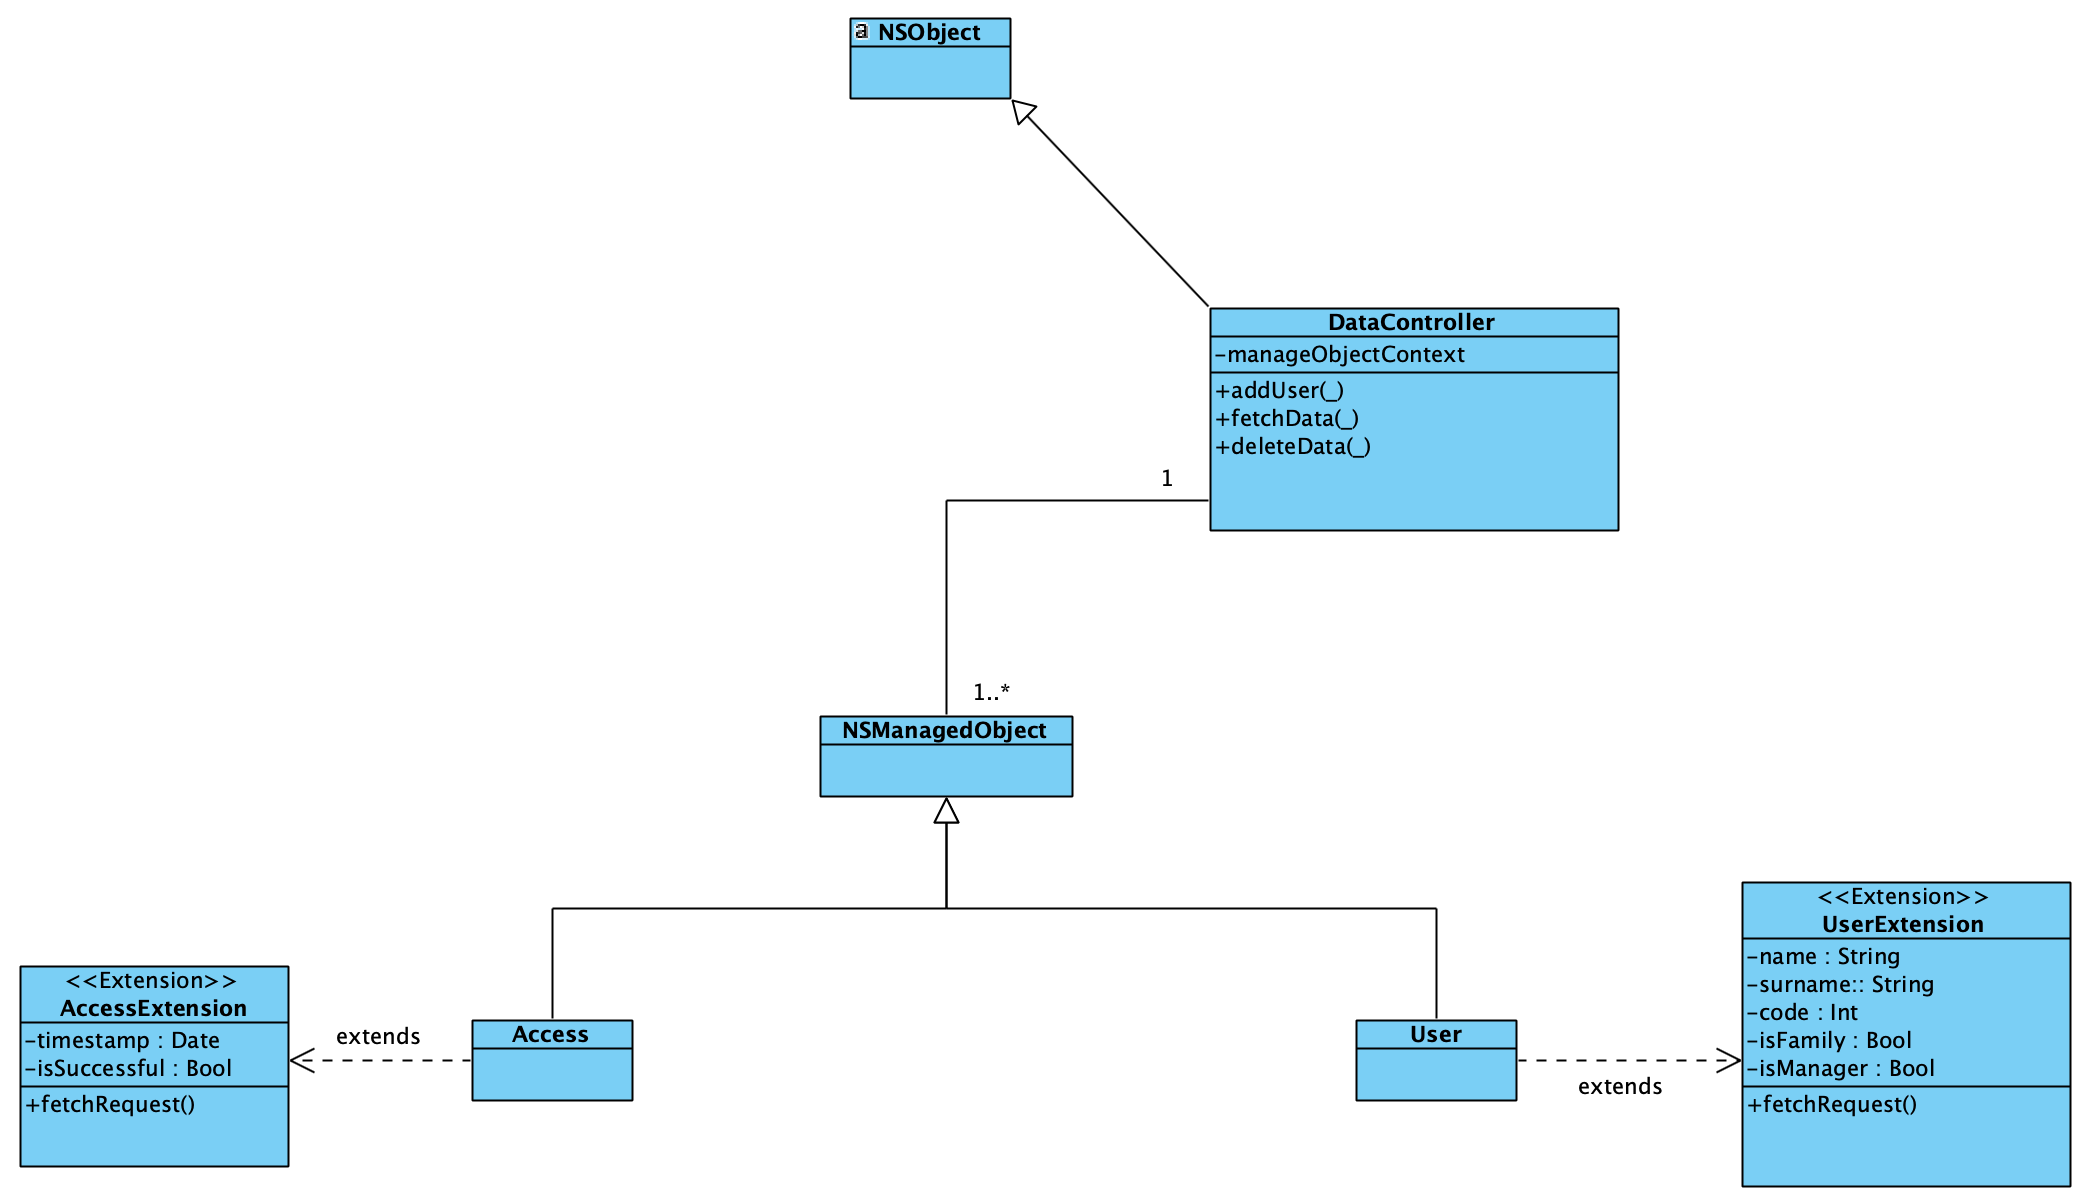 a NSObject
DataController
-manageObjectContext
+addUser(_)
+fetchData(_)
+deleteData(_)
1
1..*
NSManagedObject
<<Extension>>
UserExtension
-name : String
-surname:: String
-code : Int
-isFamily : Bool
-isManager : Bool
+fetchRequest()
<<Extension>>
AccessExtension
-timestamp : Date
-isSuccessful : Bool
+fetchRequest()
extends
Access
User
extends